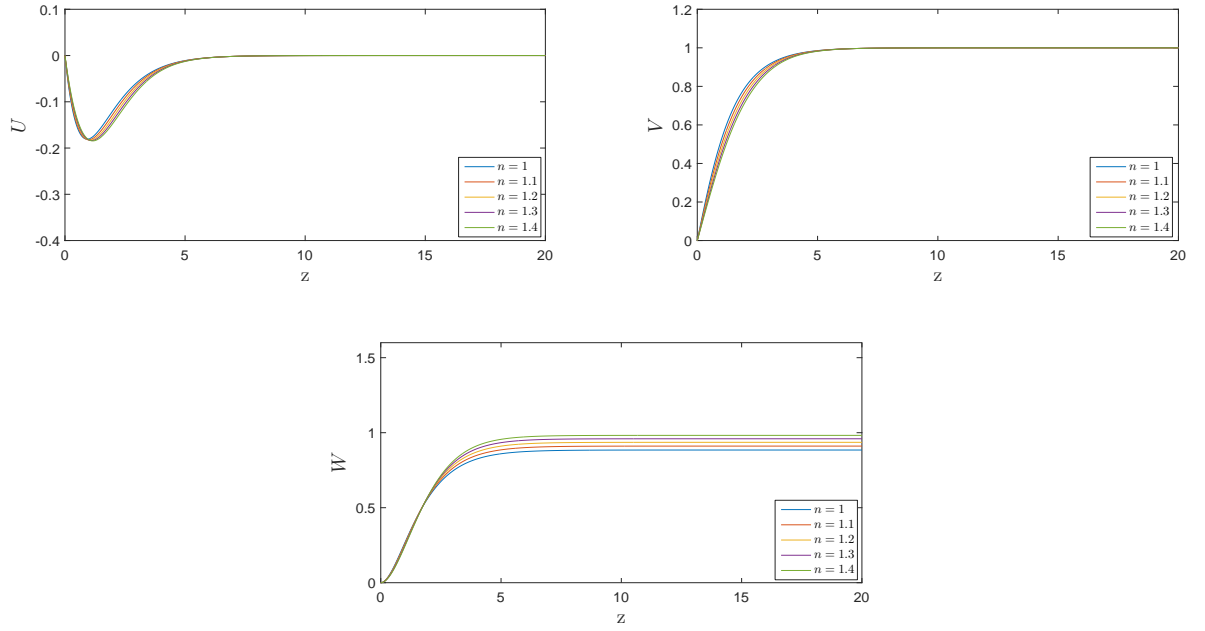 0.1
0
-0.1
-0.2
-0.3
-0.4
U
0 5 10 15 20
z
n = 1
n = 1.1
n = 1.2
n = 1.3
n = 1.4
1.2
1
0.8
0.6
0.4
0.2
0
V
0 5 10 15 20
z
n = 1
n = 1.1
n = 1.2
n = 1.3
n = 1.4
1.5
1
0.5
0
W
0 5 10 15 20
z
n = 1
n = 1.1
n = 1.2
n = 1.3
n = 1.4